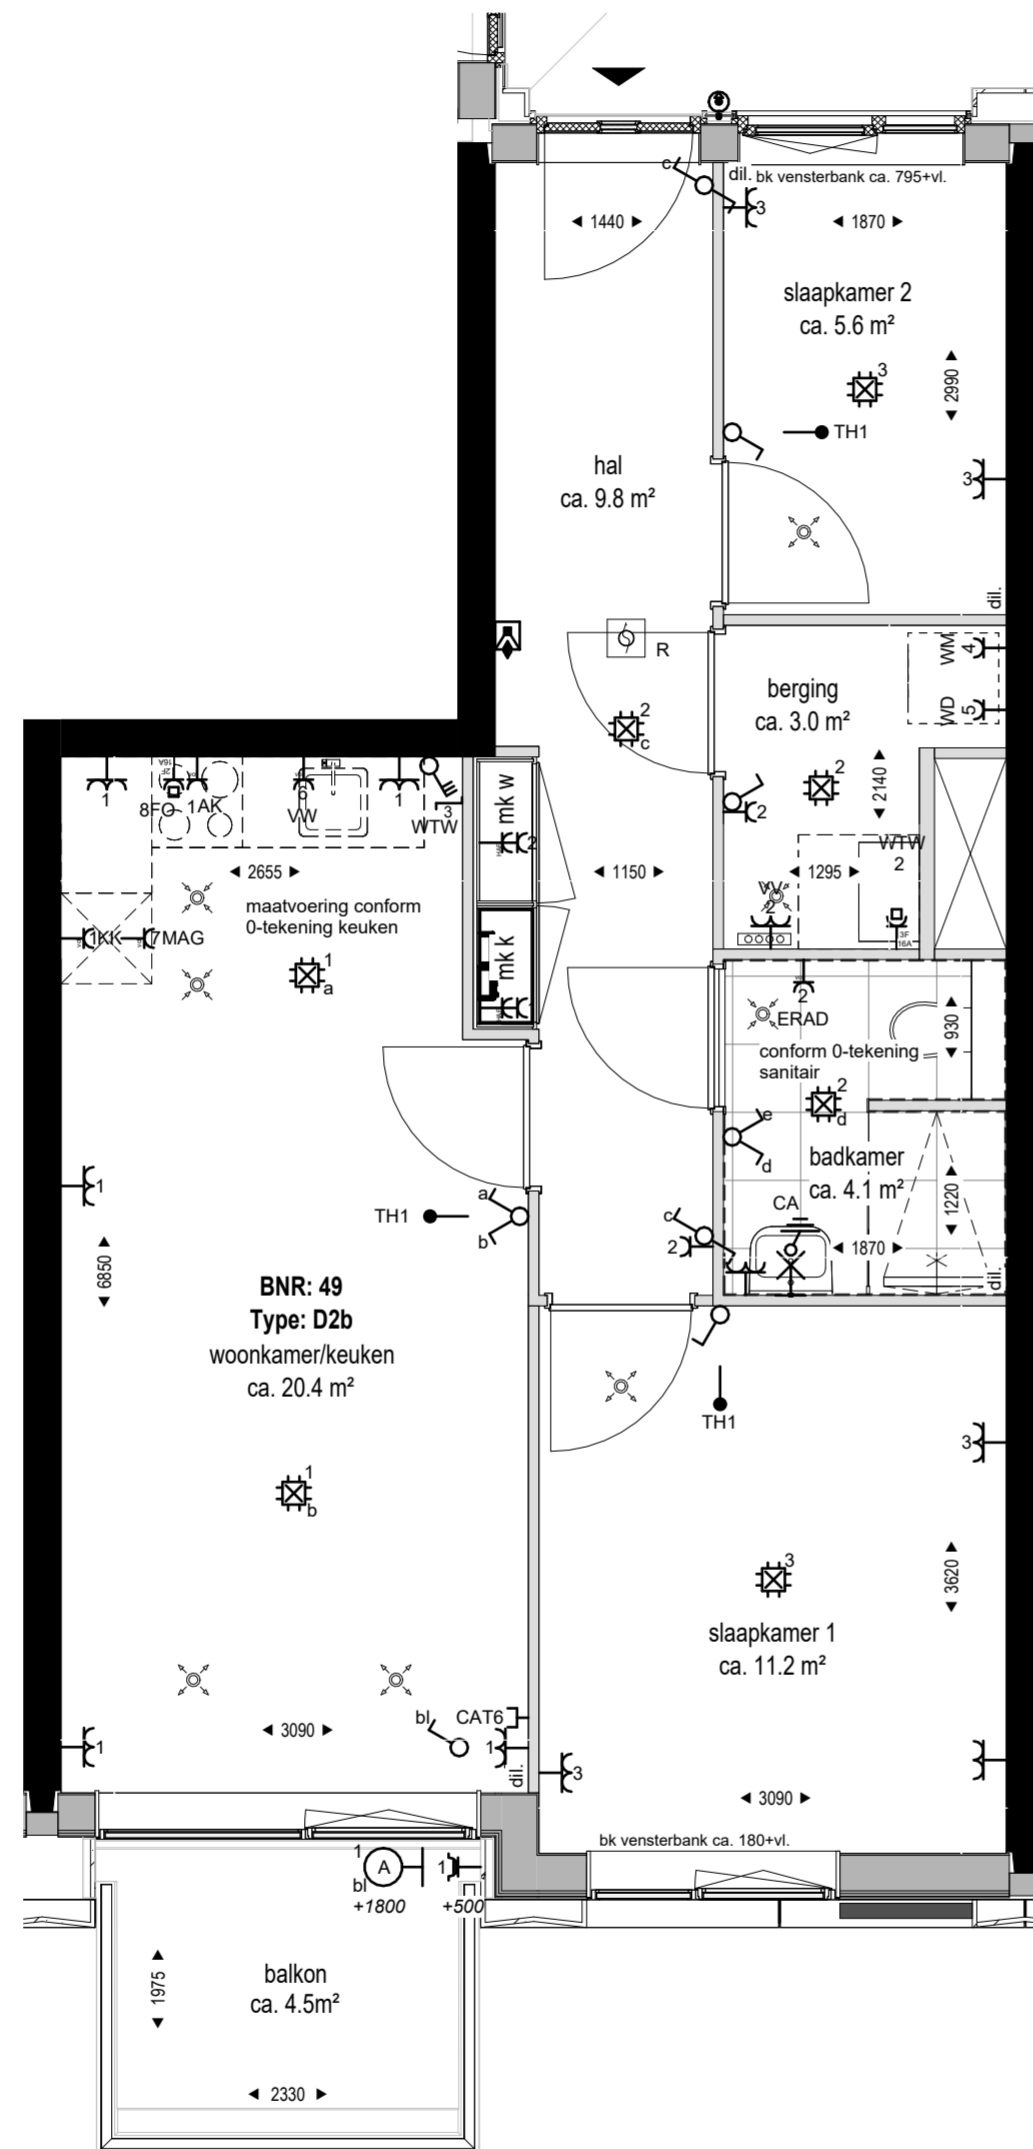 c
dil. bk vensterbank ca. 795+vl.
3
1440
1870
slaapkamer 2
ca. 5.6 m²
3
2990
TH1
hal
ca. 9.8 m²
3
dil.
R
berging
ca. 3.0 m²
WM
4
WD
5
2
c
2
2
2140
1
8FO
1AK
VW
1
3
WTW
mk w
2
2655
1150
1295
WTW
2
VV
2
3F
16A
maatvoering conform
0-tekening keuken
1KK
7MAG
1
a
mk k
1
2
ERAD
930
conform 0-tekening
sanitair
2
d
e
d
badkamer
ca. 4.1 m²
1220
CA
1870
dil.
1
TH1
a
b
c
2
6850
BNR: 49
Type: D2b
woonkamer/keuken
ca. 20.4 m²
TH1
3
1
b
3
3620
slaapkamer 1
ca. 11.2 m²
bl
CAT6
3090
1
1
dil.
3
3090
bk vensterbank ca. 180+vl.
1
A
bl
1
+1800
+500
1975
balkon
ca. 4.5m²
2330